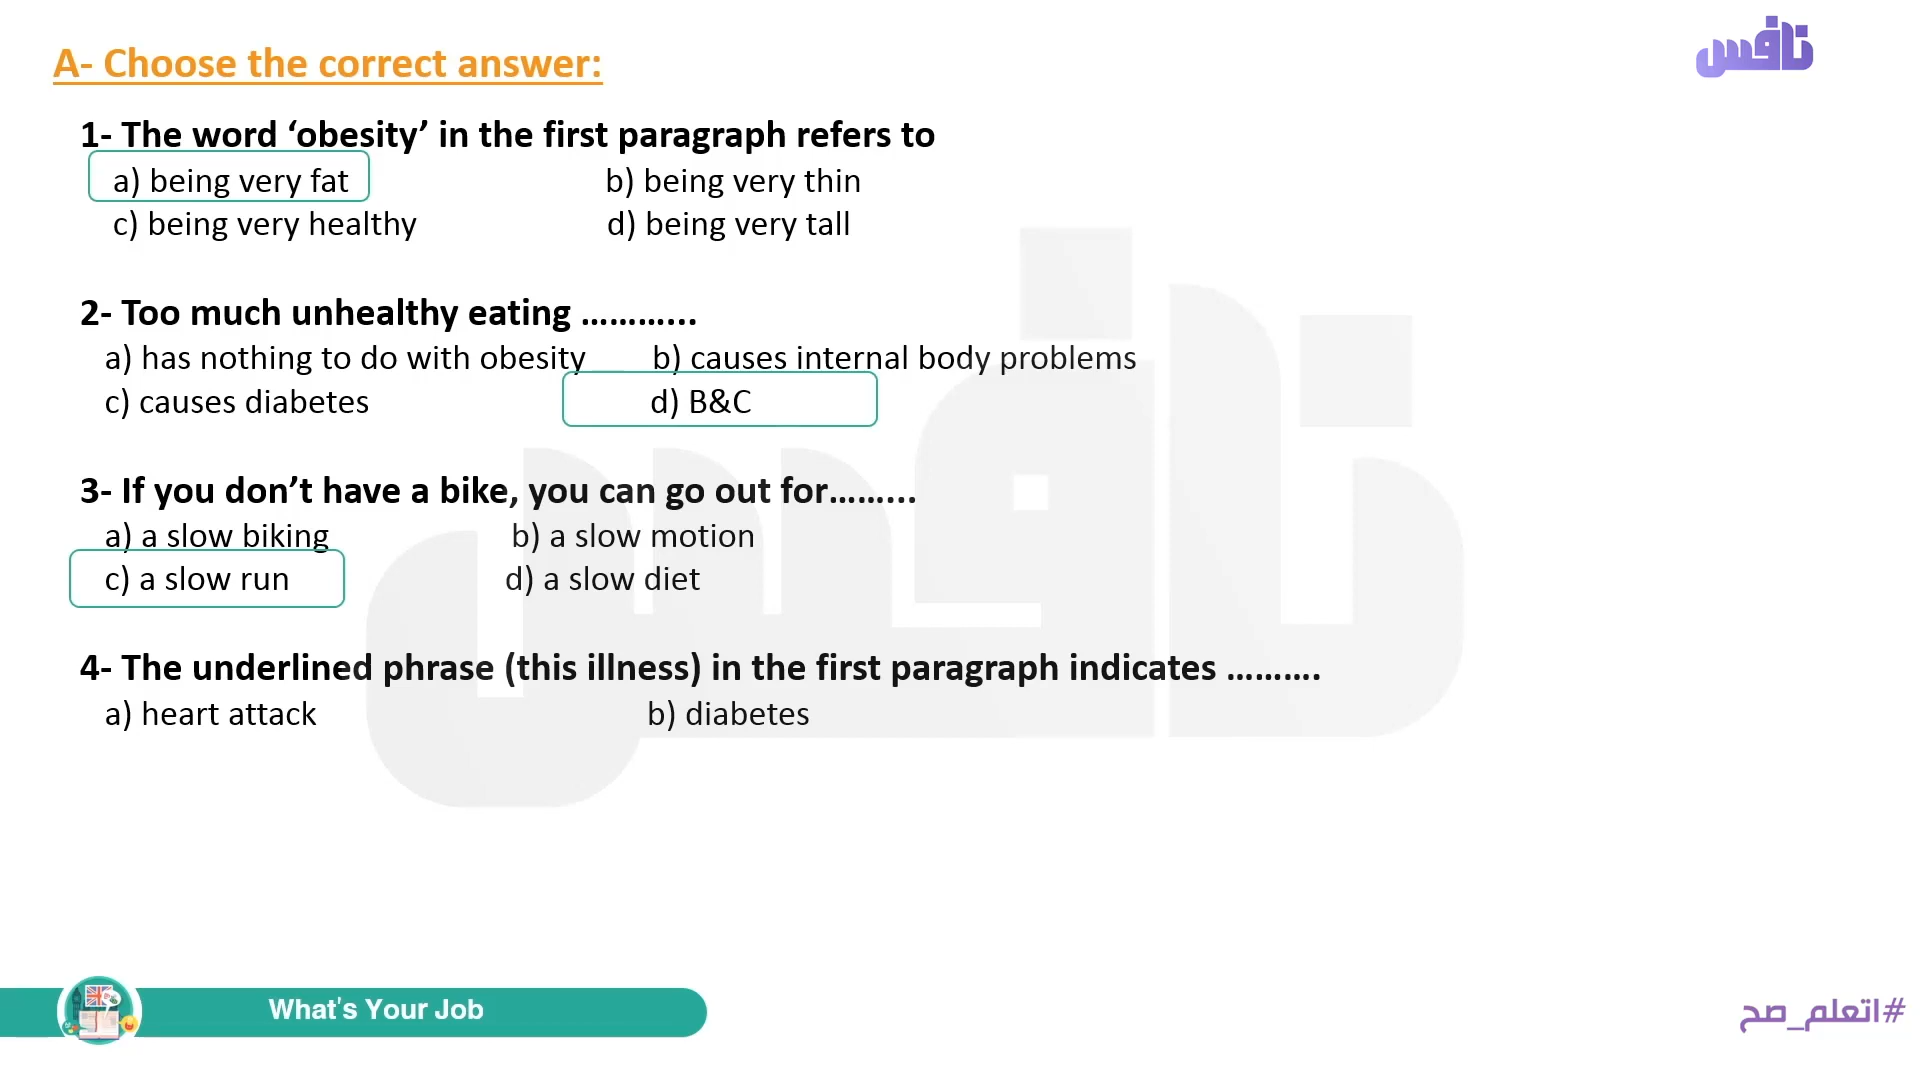 نافس
A- Choose the correct answer:
1- The word ‘obesity’ in the first paragraph refers to
a) being very fat b) being very thin
c) being very healthy d) being very tall
2- Too much unhealthy eating …………...
a) has nothing to do with obesity b) causes internal body problems
c) causes diabetes d) B&C
3- If you don’t have a bike, you can go out for……...
a) a slow biking b) a slow motion
c) a slow run d) a slow diet
4- The underlined phrase (this illness) in the first paragraph indicates ……….
a) heart attack b) diabetes
What's Your Job
#اتعلم_صح